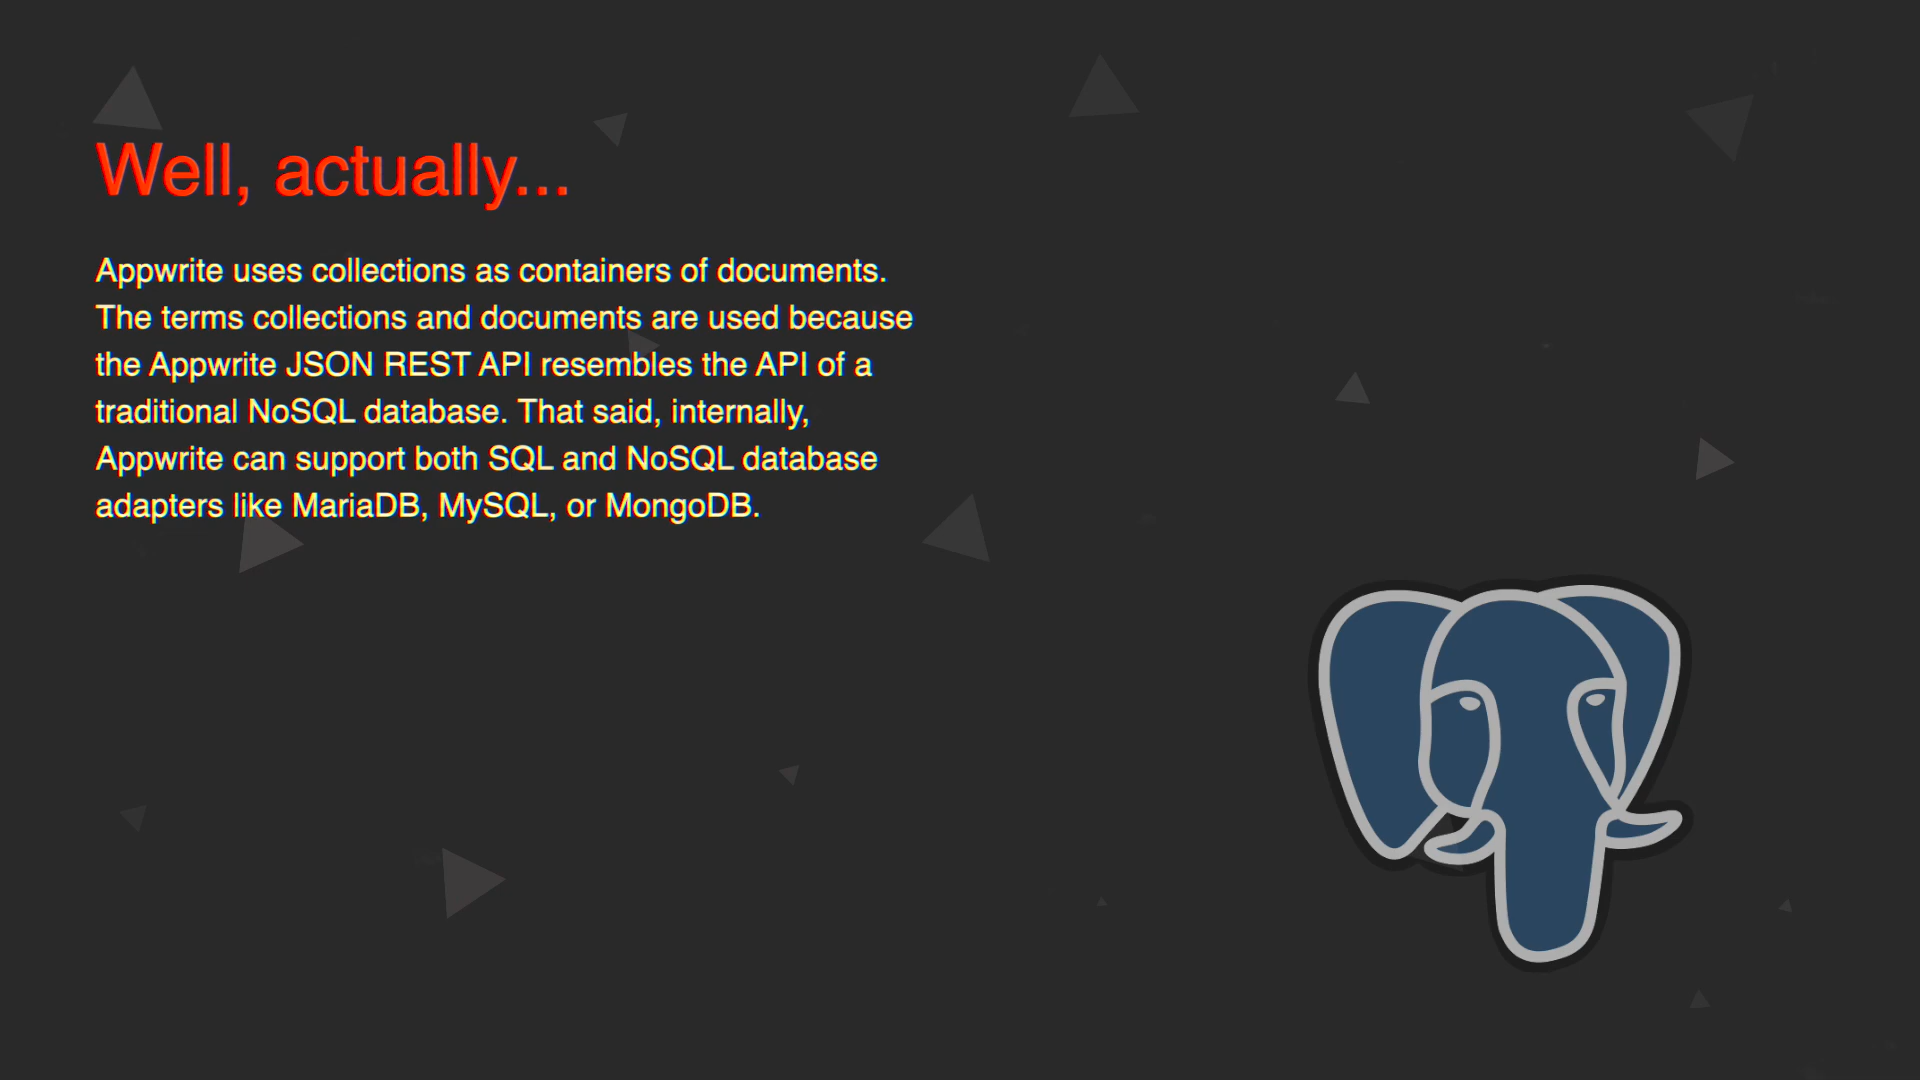 Well, actually...
Appwrite uses collections as containers of documents.
The terms collections and documents are used because
the Appwrite JSON REST API resembles the API of a
traditional NoSQL database. That said, internally,
Appwrite can support both SQL and NoSQL database
adapters like MariaDB, MySQL, or MongoDB.